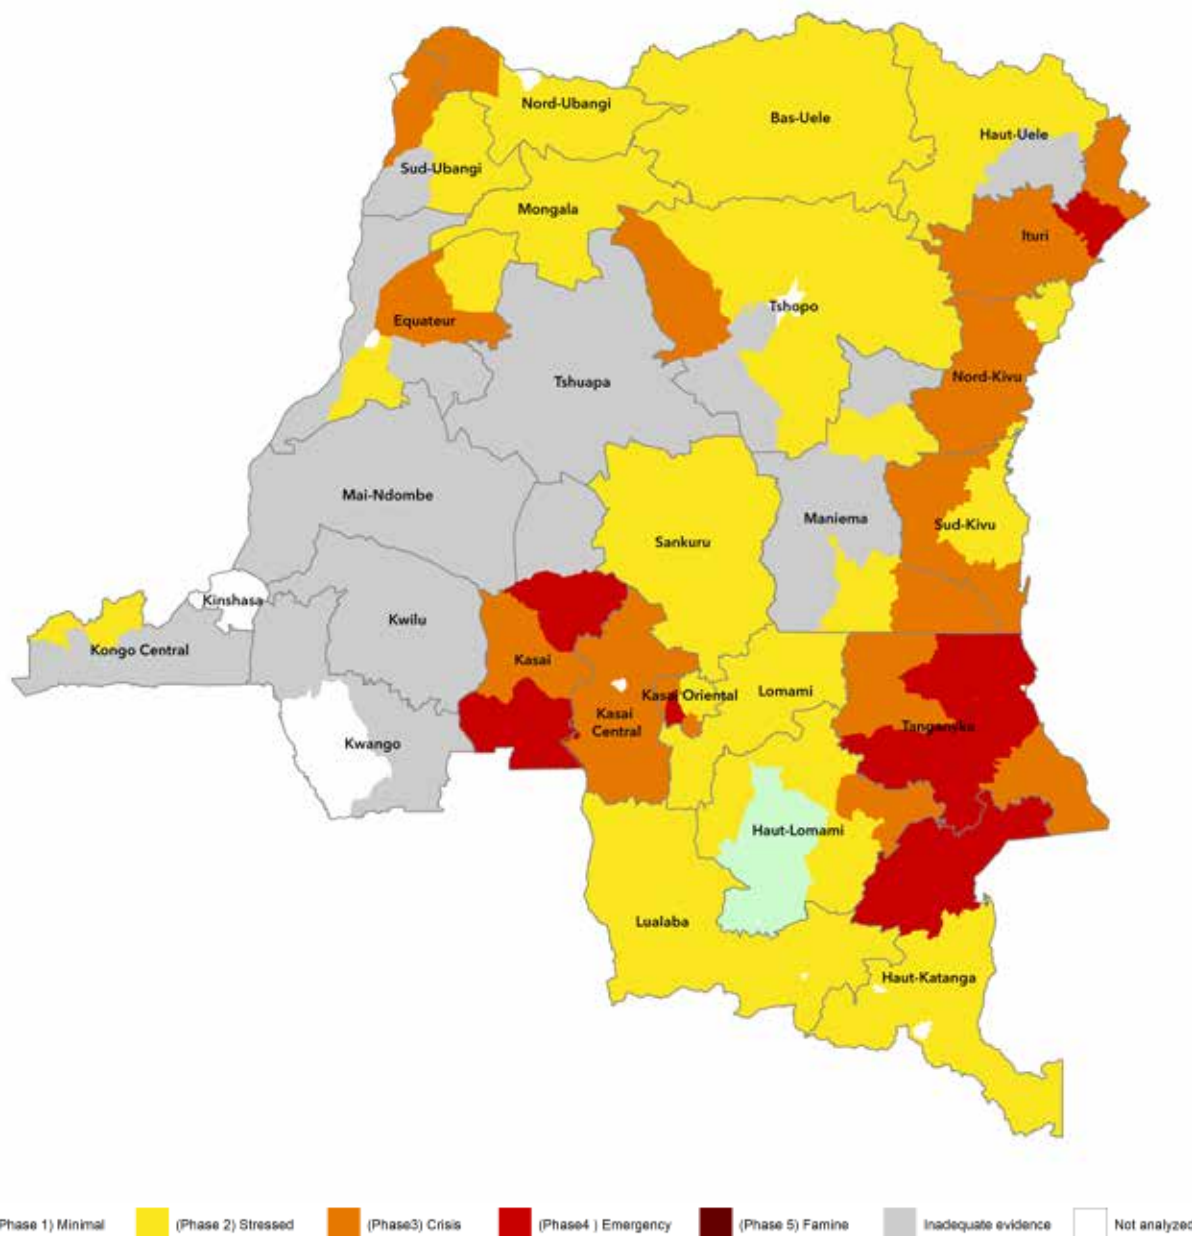 Nord-Ubangi
Bas-Uele
Haut-Uele
Sud-Ubangi
Mongala
Ituri
Tshopo
Equateur
Nord-Kivu
Tshuapa
Mai-Ndombe
Maniema
Sud-Kivu
Sankuru
Kinshasa
Kwilu
Kongo Central
Kasai
Kasai Oriental
Lomami
Kasai
Central
Tanganyka
Kwango
Haut-Lomami
Lualaba
Haut-Katanga
Phase 1) Minimal (Phase 2) Stressed (Phase3) Crisis (Phase4 ) Emergency (Phase 5) Famine Inadequate evidence Not analyzed